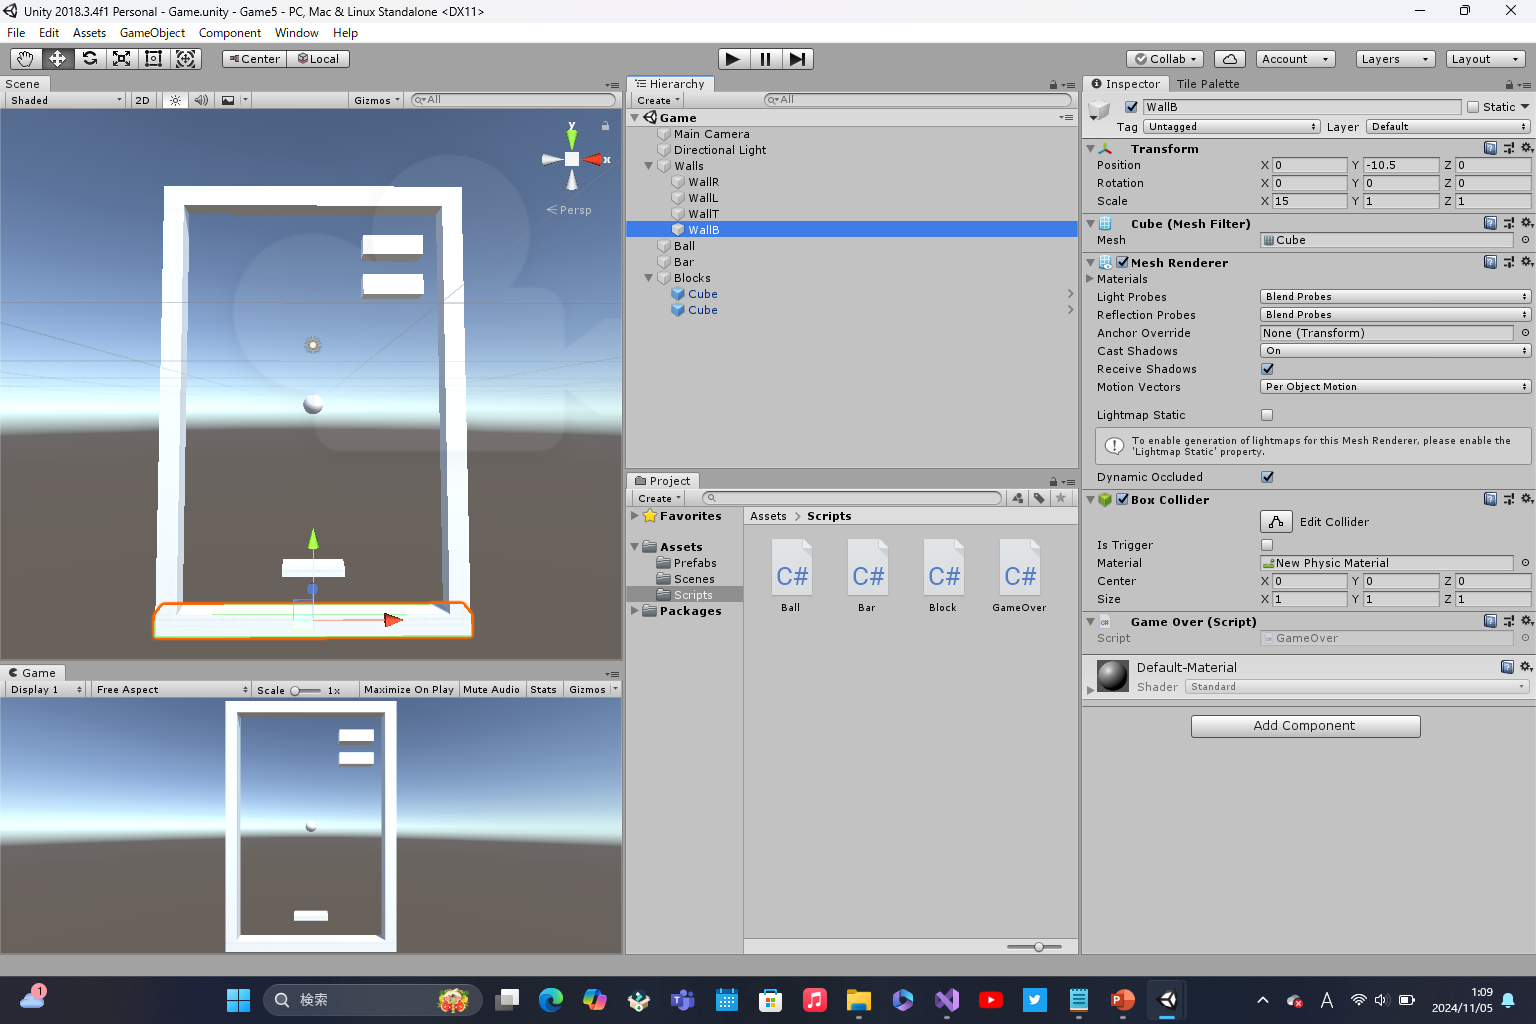 Unity 2018.3.4f1 Personal - Game.unity - Game5 - PC, Mac & Linux Standalone <DX11>
File Edit Assets GameObject Component Window Help
Center Local
Collab
Account
Layers
Layout
Scene
Shaded 2D Gizmos All
y
x
Persp
Game
Display 1 Free Aspect Scale 1x Maximize On Play Mute Audio Stats Gizmos
Hierarchy
Create All
Game
Main Camera
Directional Light
Walls
WallR
WallL
WallT
WallB
Ball
Bar
Blocks
Cube
Cube
Project
Create
Favorites
Assets
Prefabs
Scenes
Scripts
Packages
Assets > Scripts
C# C# C# C#
Ball Bar Block GameOver
Inspector Tile Palette
WallB Static
Tag Untagged Layer Default
Transform
Position X 0 Y -10.5 Z 0
Rotation X 0 Y 0 Z 0
Scale X 15 Y 1 Z 1
Cube (Mesh Filter)
Mesh Cube
Mesh Renderer
Materials
Light Probes Blend Probes
Reflection Probes Blend Probes
Anchor Override None (Transform)
Cast Shadows On
Receive Shadows
Motion Vectors Per Object Motion
Lightmap Static
To enable generation of lightmaps for this Mesh Renderer, please enable the
'Lightmap Static' property.
Dynamic Occluded
Box Collider
Edit Collider
Is Trigger
Material New Physic Material
Center X 0 Y 0 Z 0
Size X 1 Y 1 Z 1
Game Over (Script)
Script GameOver
Default-Material
Shader Standard
Add Component
1
検索
A
1:09
2024/11/05